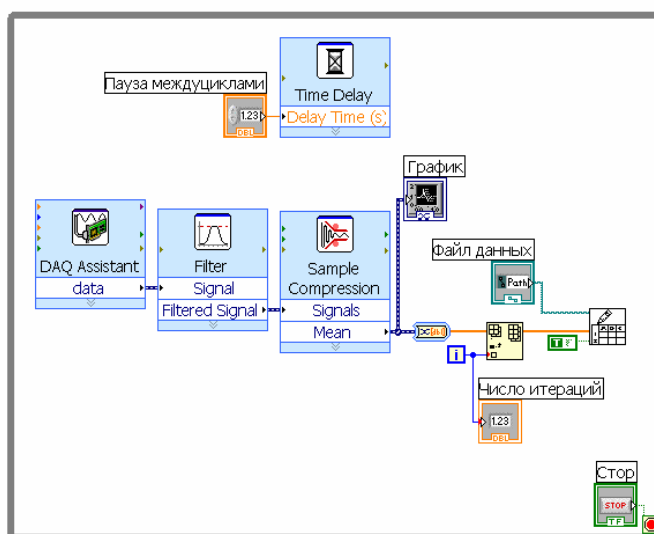 Пауза междуциклами
1.23
DBL
Time Delay
Delay Time (s)
График
DAQ Assistant
data
Filter
Signal
Filtered Signal
Sample
Compression
Signals
Mean
Файл данных
Path
i
T F
Число итераций
1.23
DBL
Стоp
STOP
TF